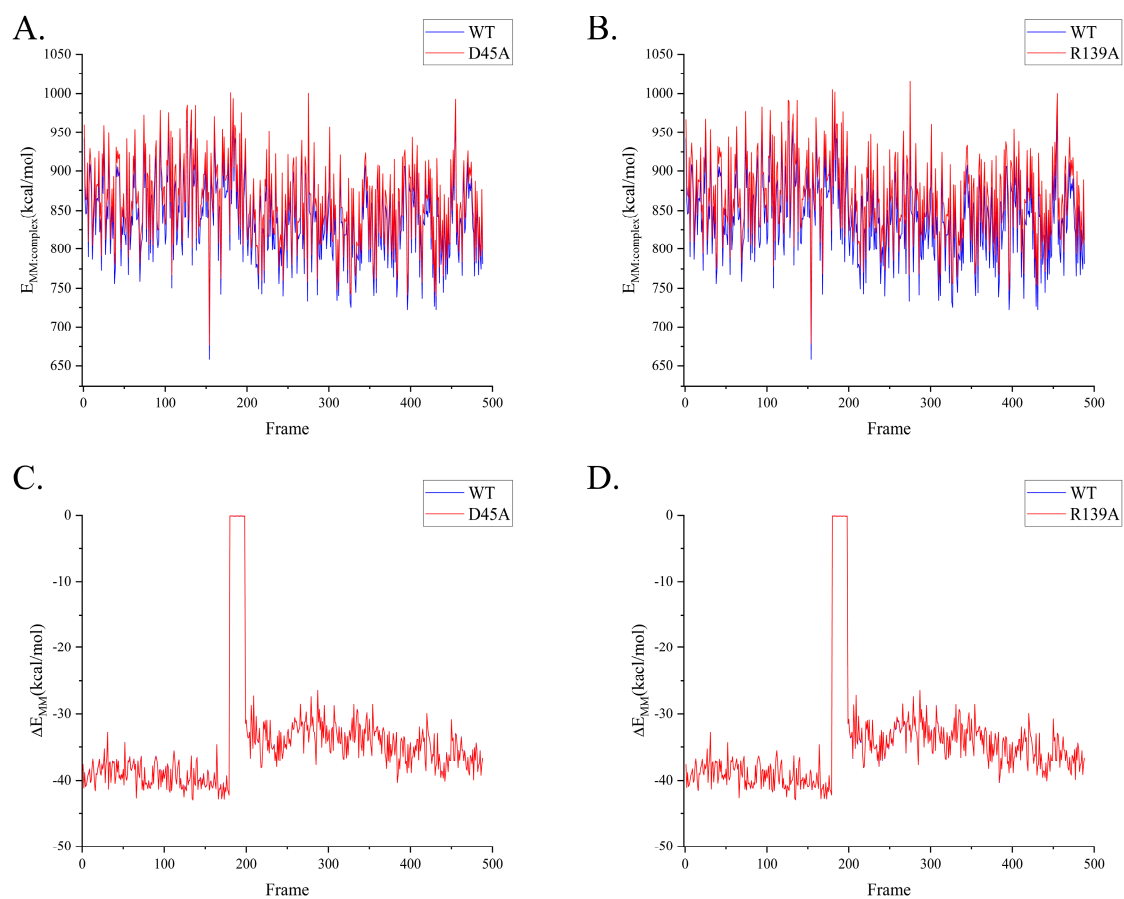 A.
WT
D45A
1050
1000
950
900
850
800
750
700
650
E_MM:complex(kcal/mol)
0 100 200 300 400 500
Frame
B.
WT
R139A
1050
1000
950
900
850
800
750
700
650
E_MM:complex(kcal/mol)
0 100 200 300 400 500
Frame
C.
WT
D45A
0
-10
-20
-30
-40
-50
ΔE_MM(kcal/mol)
0 100 200 300 400 500
Frame
D.
WT
R139A
0
-10
-20
-30
-40
-50
ΔE_MM(kacl/mol)
0 100 200 300 400 500
Frame